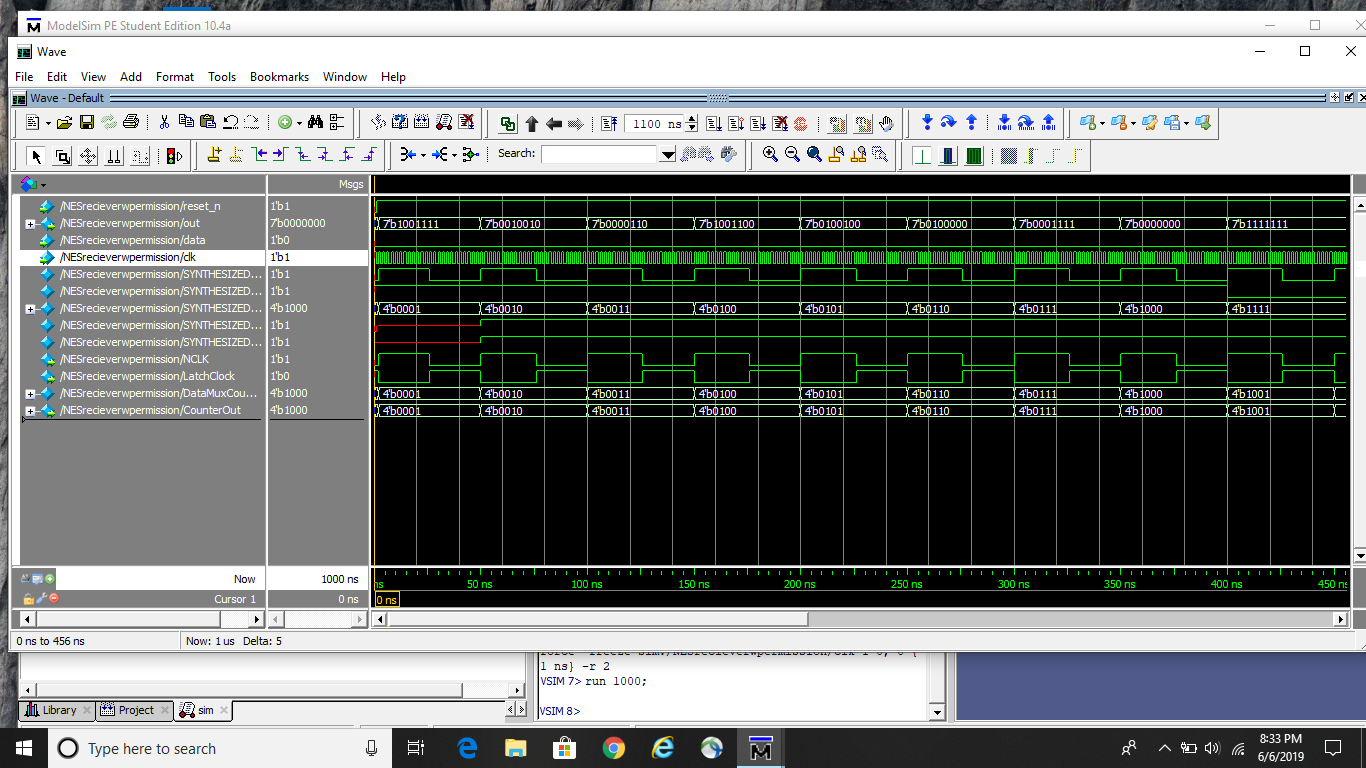 ModelSim PE Student Edition 10.4a
Wave
File Edit View Add Format Tools Bookmarks Window Help
Wave - Default
1100 ns
Search:
Msgs
/NESrecieverwpermission/reset_n 1'b1
/NESrecieverwpermission/out 7'b0000000 7'b1001111 7'b0010010 7'b0000110 7'b1001100 7'b0100100 7'b0100000 7'b0001111 7'b0000000 7'b1111111
/NESrecieverwpermission/data 1'b0
/NESrecieverwpermission/clk 1'b1
/NESrecieverwpermission/SYNTHESIZED... 1'b1
/NESrecieverwpermission/SYNTHESIZED... 1'b1
/NESrecieverwpermission/SYNTHESIZED... 4'b1000 4'b0001 4'b0010 4'b0011 4'b0100 4'b0101 4'b0110 4'b0111 4'b1000 4'b1111
/NESrecieverwpermission/SYNTHESIZED... 1'b1
/NESrecieverwpermission/SYNTHESIZED... 1'b1
/NESrecieverwpermission/NCLK 1'b1
/NESrecieverwpermission/LatchClock 1'b0
/NESrecieverwpermission/DataMuxCou... 4'b1000 4'b0001 4'b0010 4'b0011 4'b0100 4'b0101 4'b0110 4'b0111 4'b1000 4'b1001
/NESrecieverwpermission/CounterOut 4'b1000 4'b0001 4'b0010 4'b0011 4'b0100 4'b0101 4'b0110 4'b0111 4'b1000 4'b1001
Now 1000 ns ns 50 ns 100 ns 150 ns 200 ns 250 ns 300 ns 350 ns 400 ns 450 ns
Cursor 1 0 ns 0 ns
0 ns to 456 ns Now: 1 us Delta: 5
1 ns} -r 2
VSIM 7> run 1000;
VSIM 8>
Library Project sim
Type here to search
8:33 PM
6/6/2019